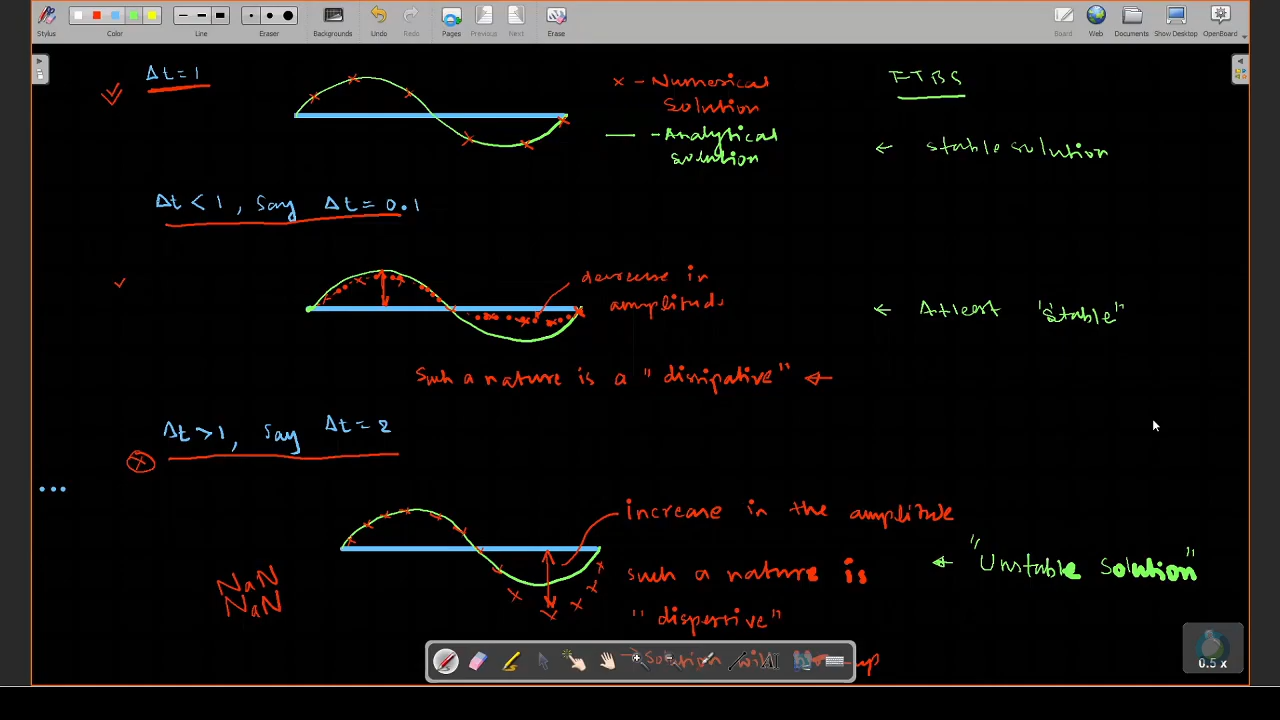 Stylus Color Line Eraser Backgrounds Undo Redo Pages Previous Next Erase Board Web Documents Show Desktop OpenBoard
Δt=1
x - Numerical
Solution
— - Analytical
solution
FTBS
← stable solution
Δt < 1, Say Δt = 0.1
decrease in
amplitude
← Atleast "Stable"
Such a nature is a "dissipative" ←
Δt > 1, Say Δt = 2
increase in the amplitude
← "Unstable Solution"
such a nature is
"dispersive"
NaN
NaN
→ Solution will
0.5 x